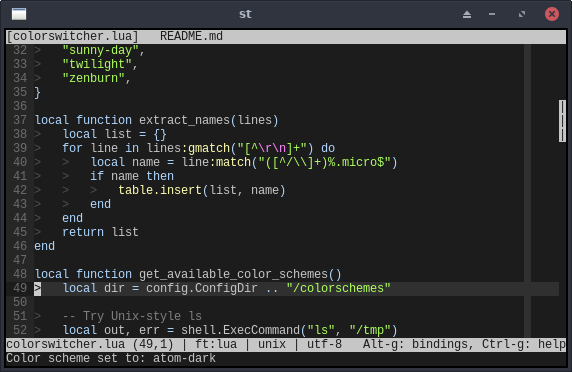 st
[colorswitcher.lua]   README.md
32 >   "sunny-day",
33 >   "twilight",
34 >   "zenburn",
35 }
36
37 local function extract_names(lines)
38 >   local list = {}
39 >   for line in lines:gmatch("[^\r\n]+") do
40 >   >   local name = line:match("([^/\\]+)%.micro$")
41 >   >   if name then
42 >   >   >   table.insert(list, name)
43 >   >   end
44 >   end
45 >   return list
46 end
47
48 local function get_available_color_schemes()
49 >   local dir = config.ConfigDir .. "/colorschemes"
50
51 >   -- Try Unix-style ls
52 >   local out, err = shell.ExecCommand("ls", "/tmp")
colorswitcher.lua (49,1) | ft:lua | unix | utf-8   Alt-g: bindings, Ctrl-g: help
Color scheme set to: atom-dark